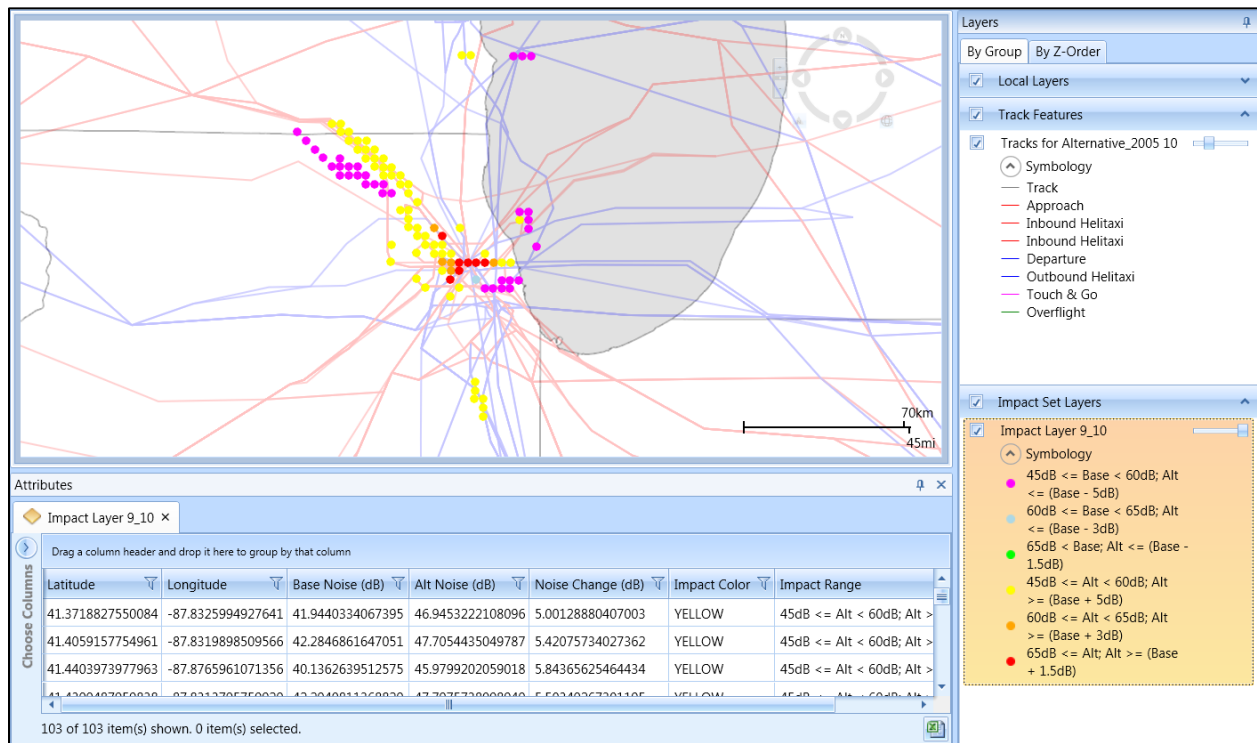 N
70km
45mi
Layers
By Group
By Z-Order
Local Layers
Track Features
Tracks for Alternative_2005 10
Symbology
Track
Approach
Inbound Helitaxi
Inbound Helitaxi
Departure
Outbound Helitaxi
Touch & Go
Overflight
Impact Set Layers
Impact Layer 9_10
Symbology
45dB <= Base < 60dB; Alt
<= (Base - 5dB)
60dB <= Base < 65dB; Alt
<= (Base - 3dB)
65dB < Base; Alt <= (Base -
1.5dB)
45dB <= Alt < 60dB; Alt
>= (Base + 5dB)
60dB <= Alt < 65dB; Alt
>= (Base + 3dB)
65dB <= Alt; Alt >= (Base
+ 1.5dB)
Attributes
Impact Layer 9_10
Choose Columns
Drag a column header and drop it here to group by that column
Latitude Longitude Base Noise (dB) Alt Noise (dB) Noise Change (dB) Impact Color Impact Range
41.3718827550084 -87.8325994927641 41.9440334067395 46.9453222108096 5.00128880407003 YELLOW 45dB <= Alt < 60dB; Alt >
41.4059157754961 -87.8319898509566 42.2846861647051 47.7054435049787 5.42075734027362 YELLOW 45dB <= Alt < 60dB; Alt >
41.4403973977963 -87.8765961071356 40.1362639512575 45.9799202059018 5.84365625464434 YELLOW 45dB <= Alt < 60dB; Alt >
YELLOW 45dB <= Alt < 60dB; Alt >
103 of 103 item(s) shown. 0 item(s) selected.